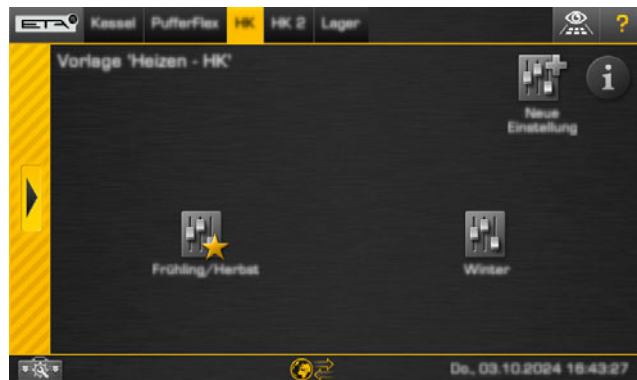 ETA Kessel PufferFlex HK HK 2 Lager ?
Vorlage 'Heizen - HK'
i
Neue
Einstellung
Frühling/Herbst
Winter
Do., 03.10.2024 16:43:27